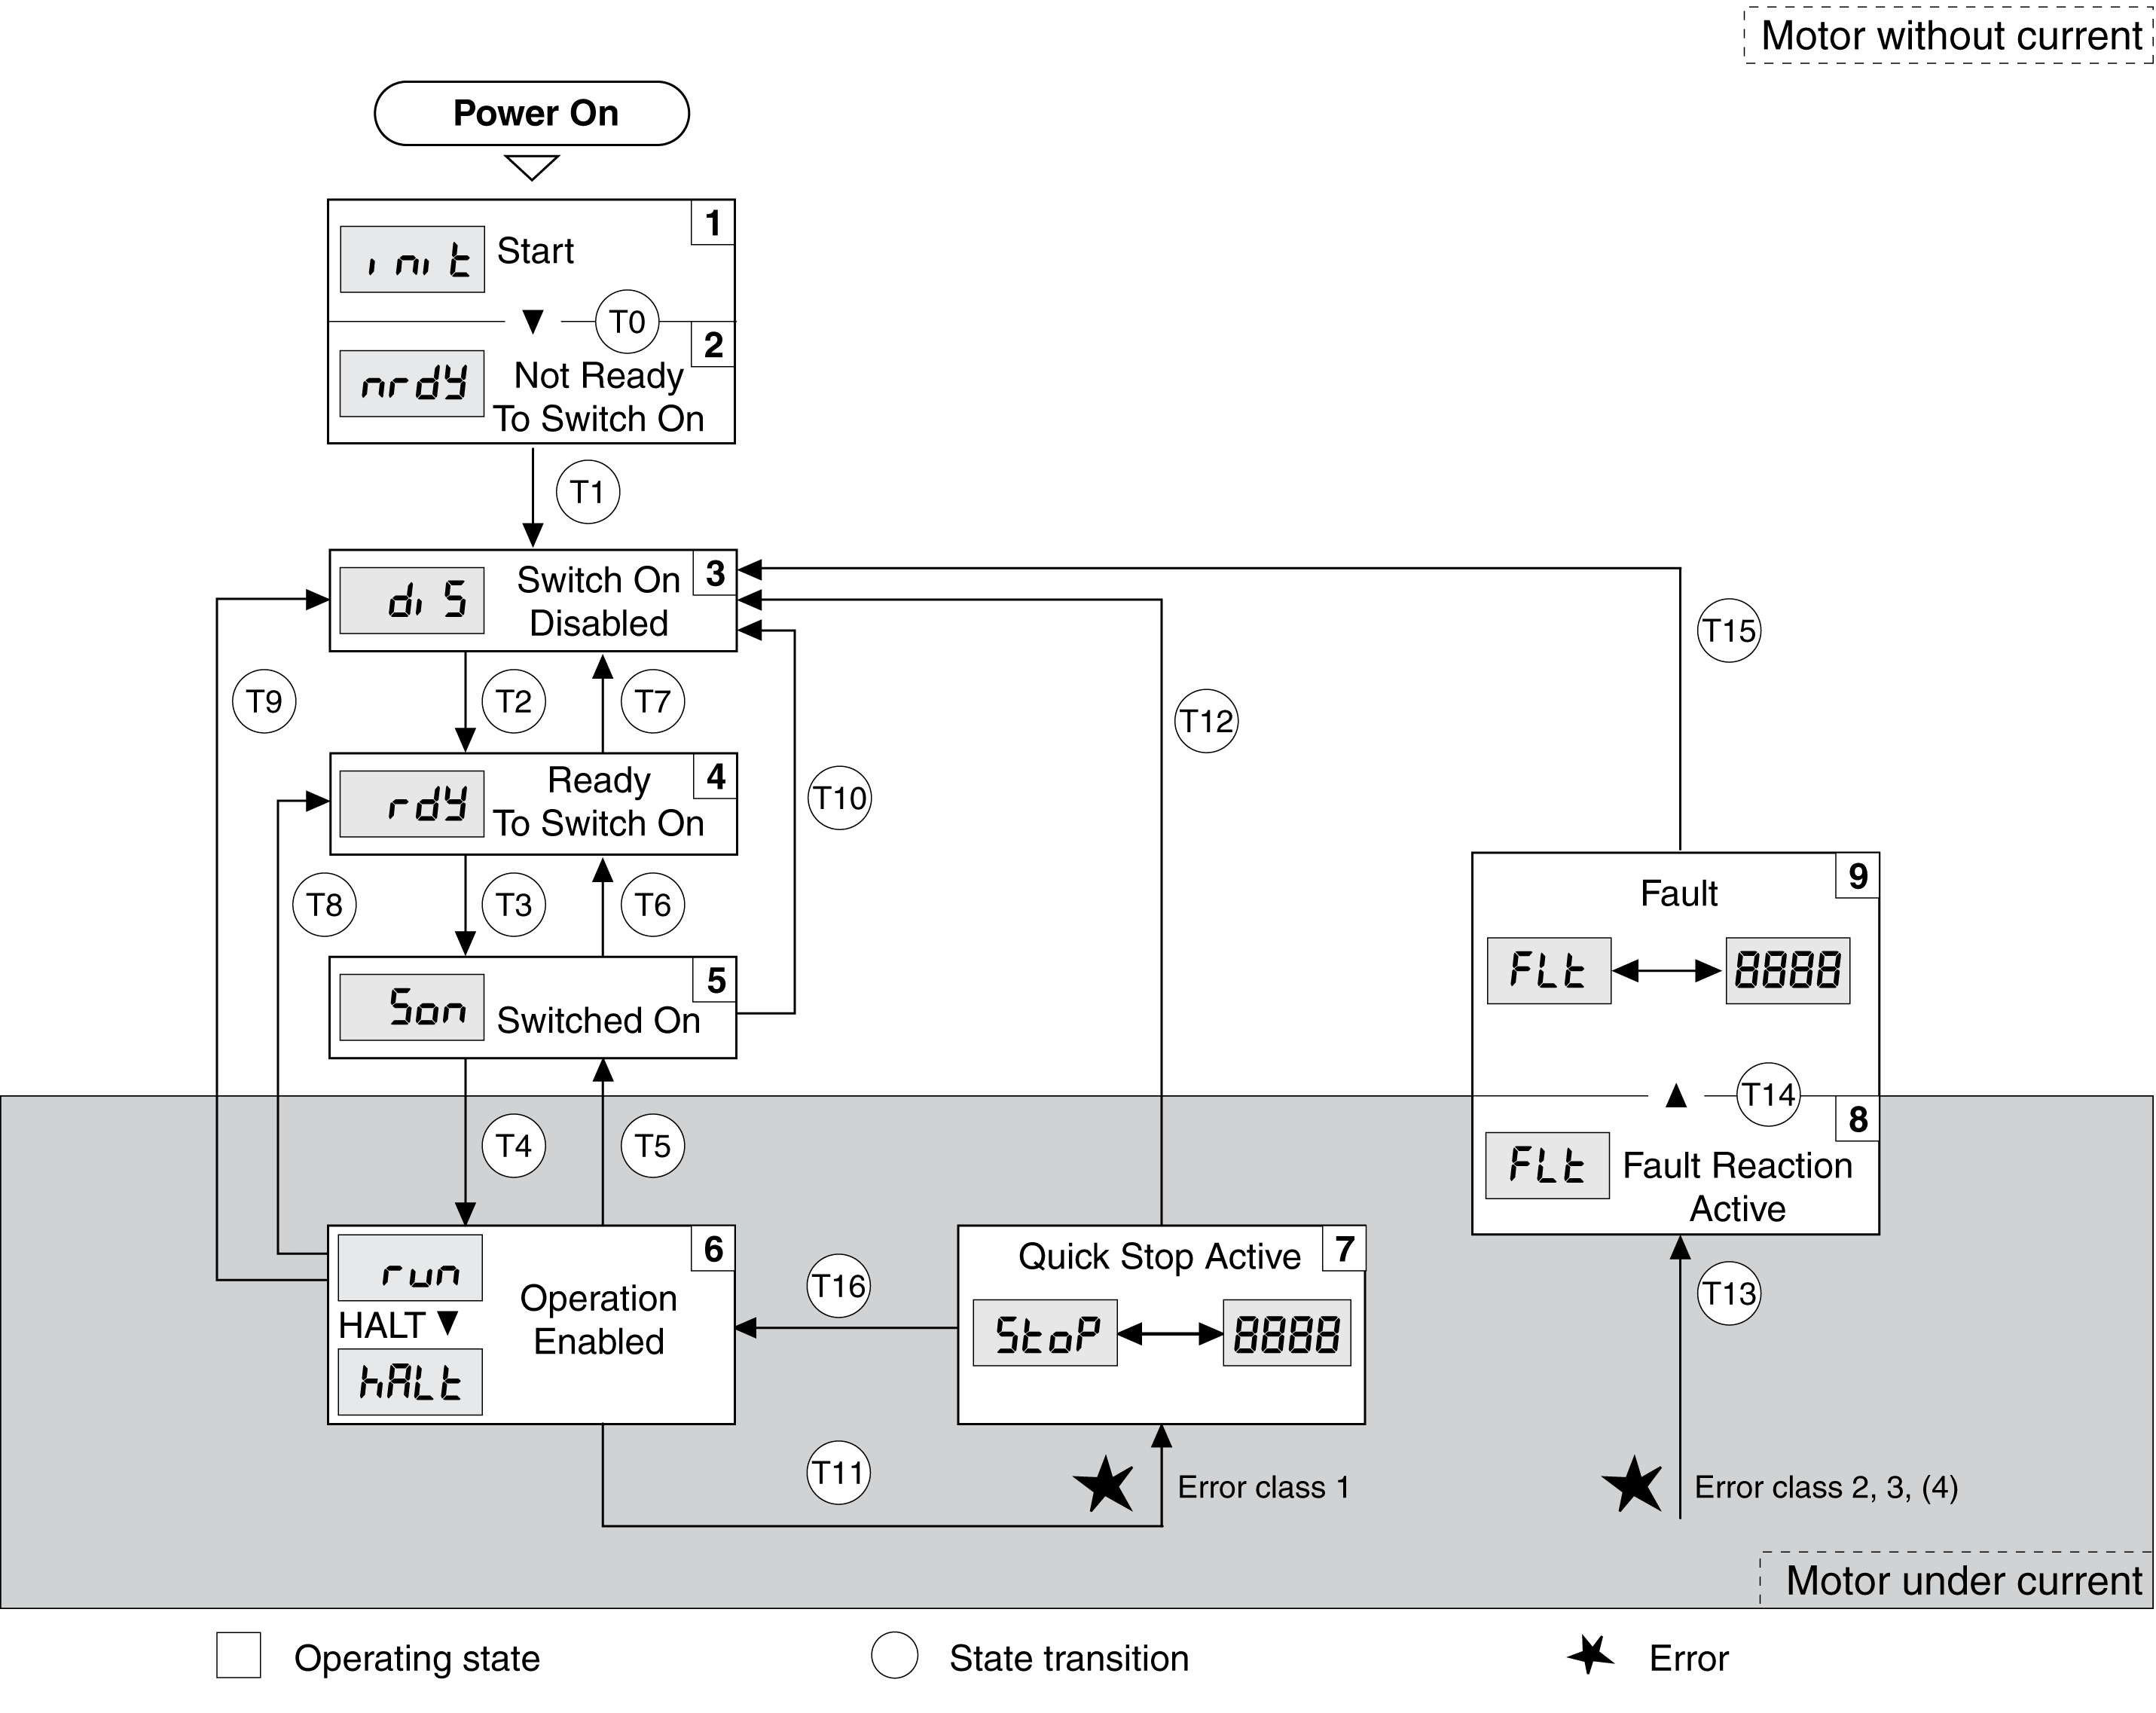 Motor without current
Power On
1
init
Start
T0
2
nrdy
Not Ready
To Switch On
T1
3
dis
Switch On
Disabled
T15
T9
T2
T7
T12
4
rdy
Ready
To Switch On
T10
T8
T3
T6
9
Fault
FLt
8888
5
Son
Switched On
T14
8
T4
T5
FLt
Fault Reaction
Active
6
run
HALT
hALt
Operation
Enabled
T16
7
Quick Stop Active
StoP
8888
T13
T11
Error class 1
Error class 2, 3, (4)
Motor under current
Operating state
State transition
Error